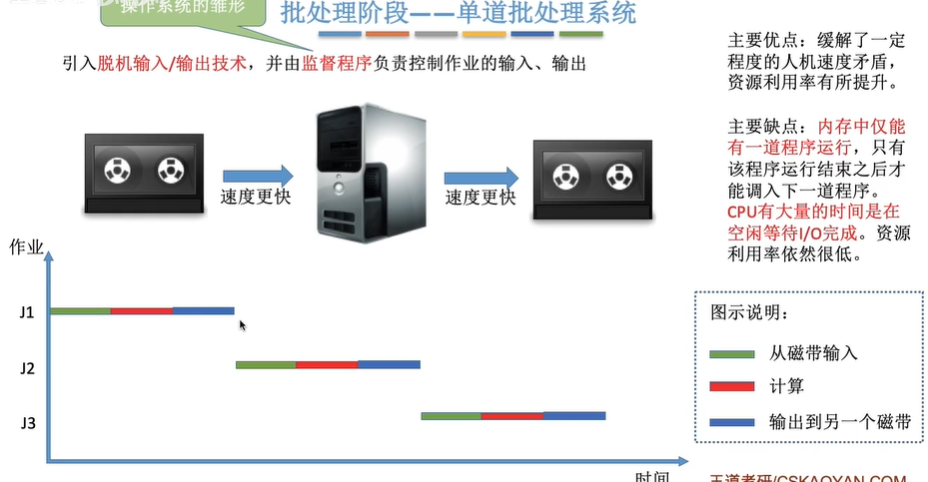 操作系统的雏形
批处理阶段——单道批处理系统
引入脱机输入/输出技术，并由监督程序负责控制作业的输入、输出
速度更快
速度更快
主要优点：缓解了一定
程度的人机速度矛盾，
资源利用率有所提升。
主要缺点：内存中仅能
有一道程序运行，只有
该程序运行结束之后才
能调入下一道程序。
CPU有大量的时间是在
空闲等待I/O完成。资源
利用率依然很低。
作业
J1
J2
J3
时间
图示说明：
从磁带输入
计算
输出到另一个磁带
王道考研/CSKAOYAN.COM